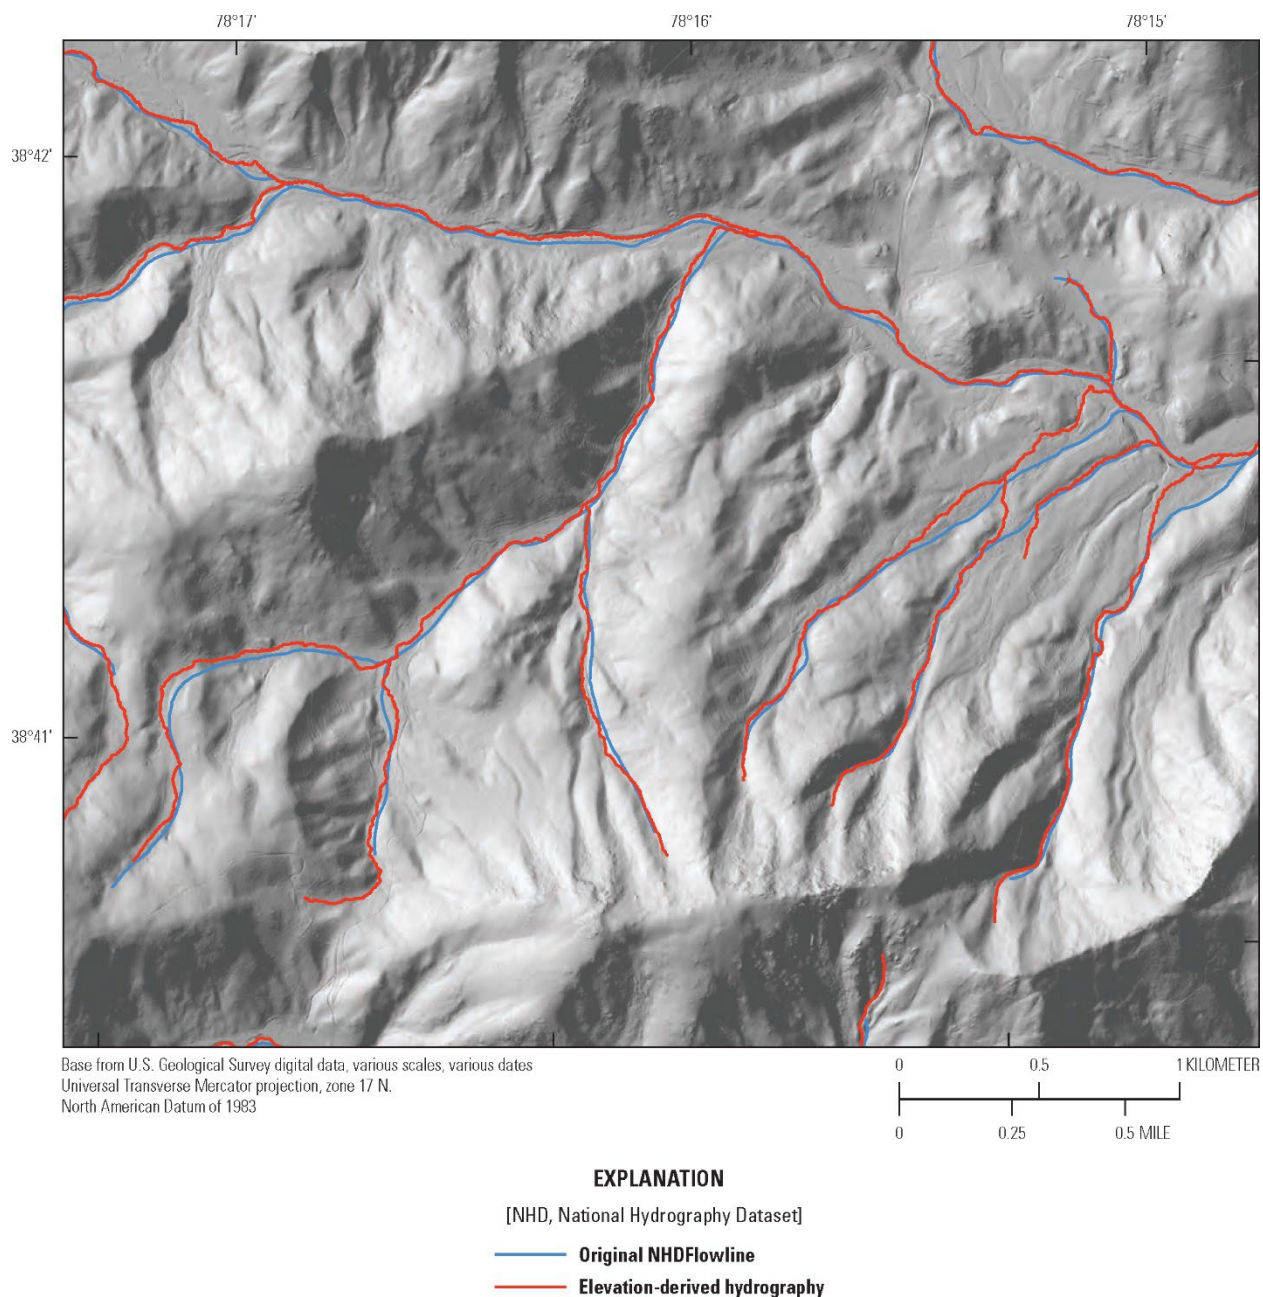 78°17' 78°16' 78°15'
38°42'
38°41'
Base from U.S. Geological Survey digital data, various scales, various dates
Universal Transverse Mercator projection, zone 17 N.
North American Datum of 1983
0 0.5 1 KILOMETER
0 0.25 0.5 MILE
EXPLANATION
[NHD, National Hydrography Dataset]
Original NHDFlowline
Elevation-derived hydrography